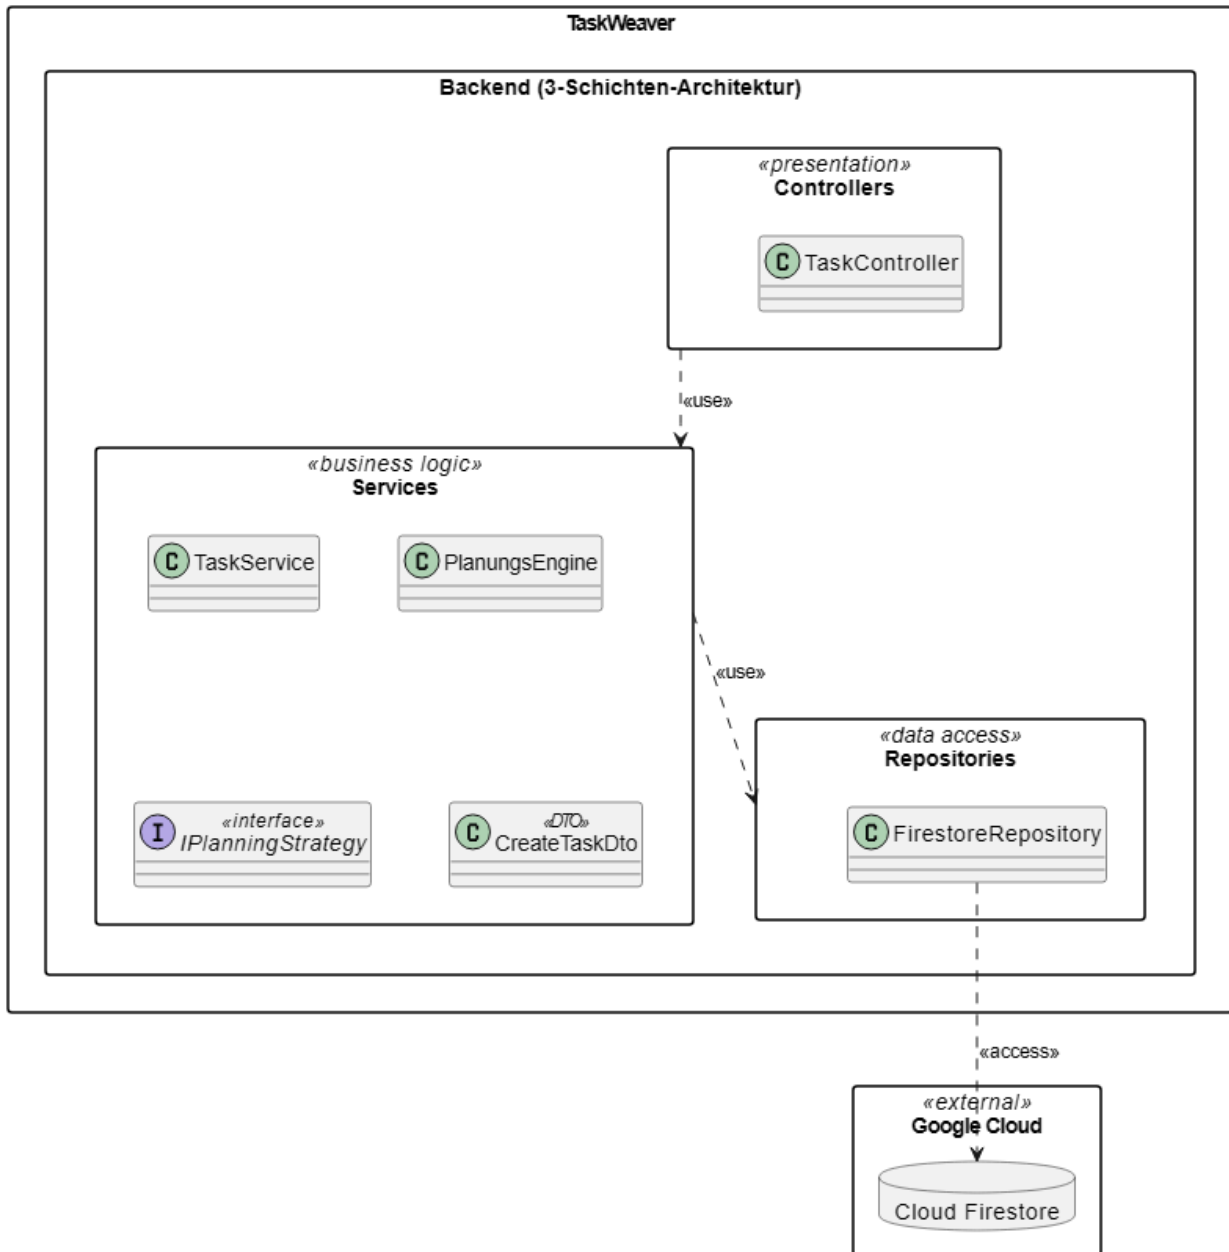 TaskWeaver
Backend (3-Schichten-Architektur)
«presentation»
Controllers
C TaskController
«use»
«business logic»
Services
C TaskService
C PlanungsEngine
«use»
«interface»
I IPlanningStrategy
«DTO»
C CreateTaskDto
«data access»
Repositories
C FirestoreRepository
«access»
«external»
Google Cloud
Cloud Firestore